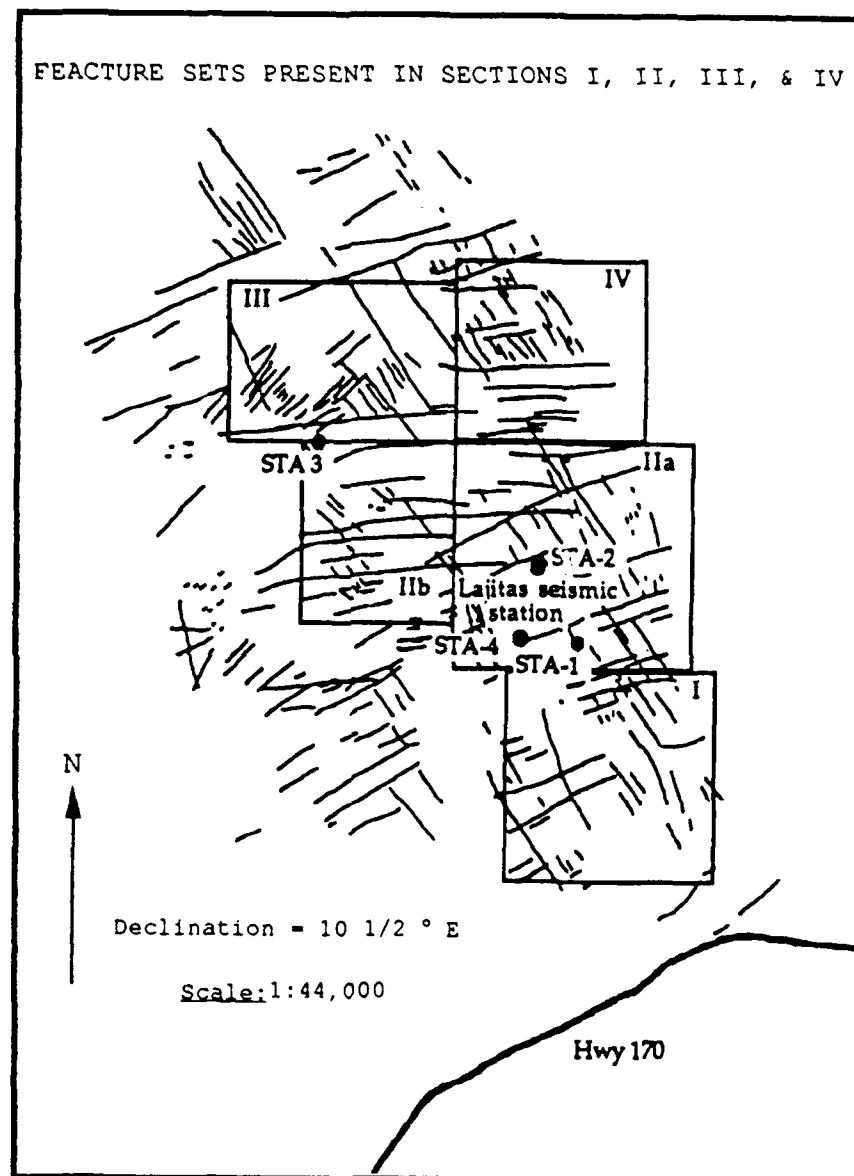 FEACTURE SETS PRESENT IN SECTIONS I, II, III, & IV
III
IV
STA 3
IIa
STA-2
IIb
Lajitas seismic
station
STA-4
STA-1
I
N
Declination = 10 1/2 ° E
Scale: 1:44,000
Hwy 170